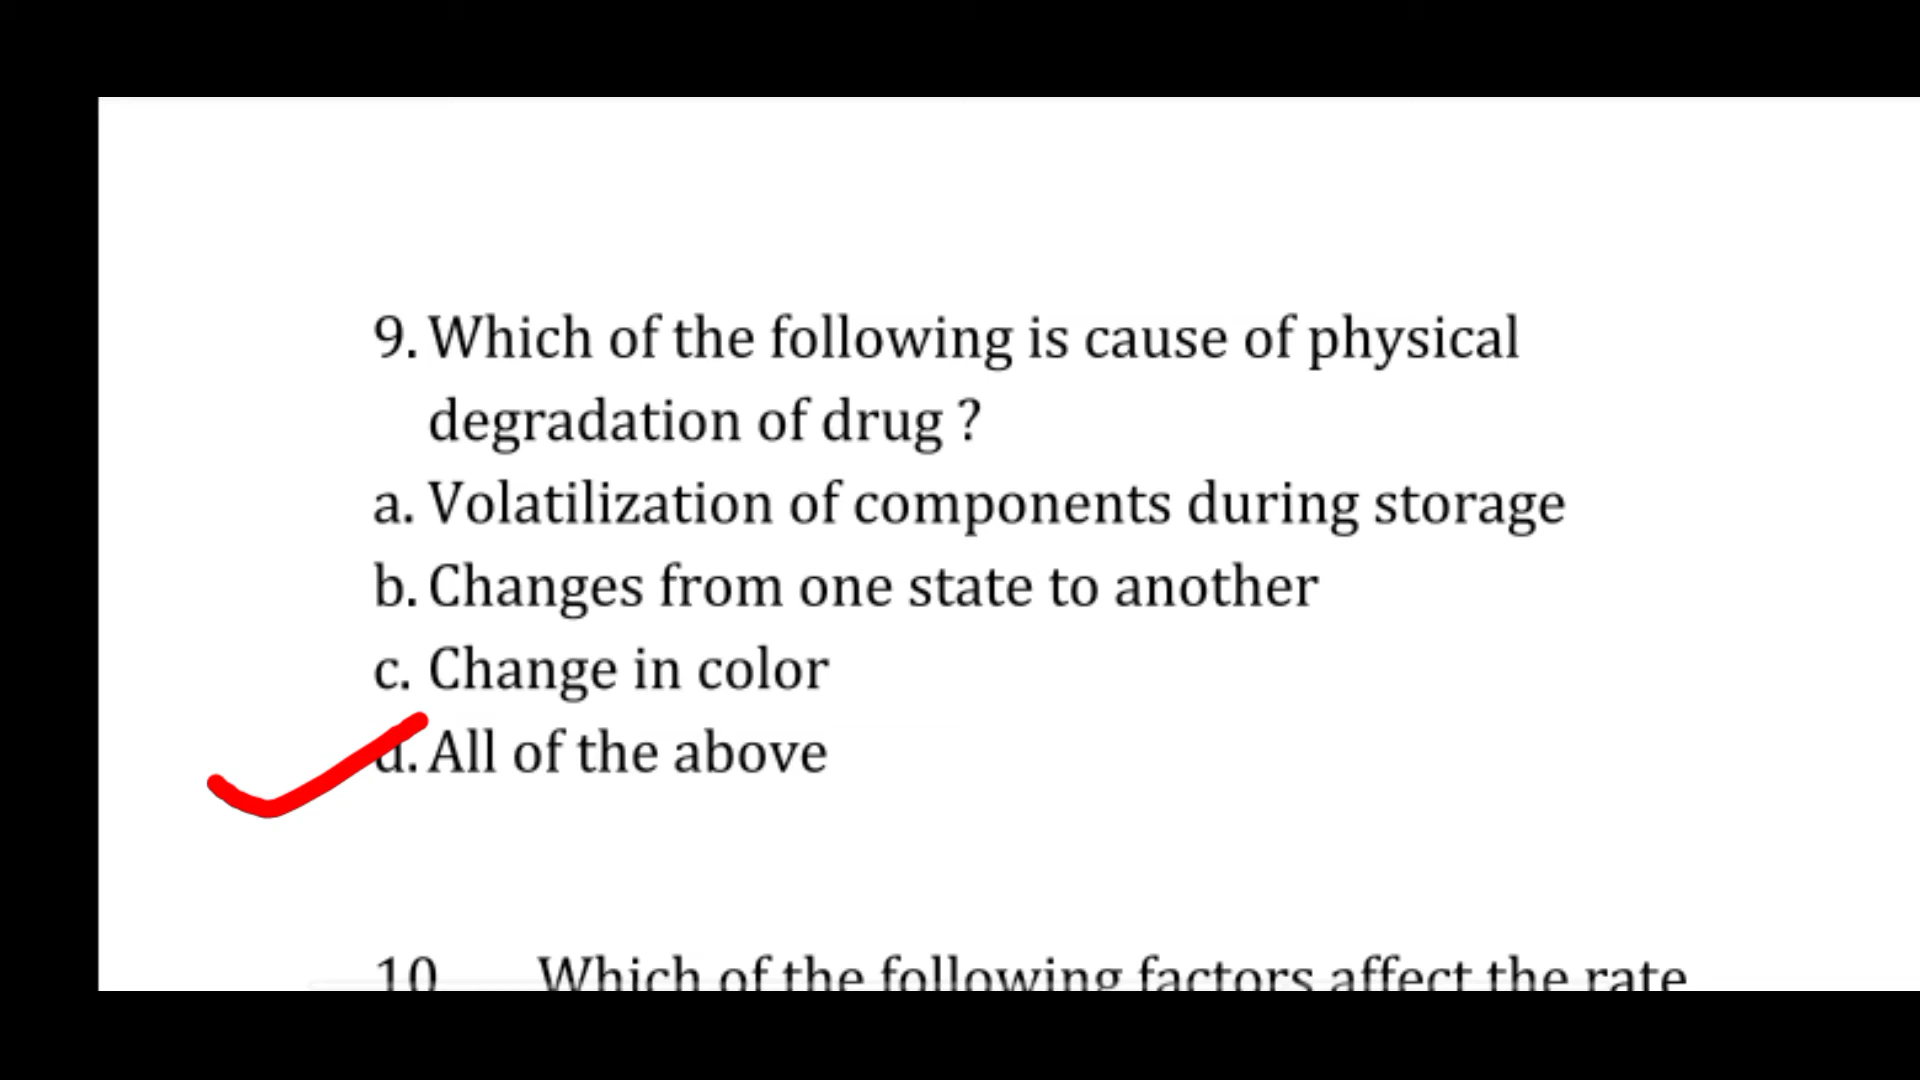 9. Which of the following is cause of physical
degradation of drug ?
a. Volatilization of components during storage
b. Changes from one state to another
c. Change in color
d. All of the above
10 Which of the following factors affect the rate